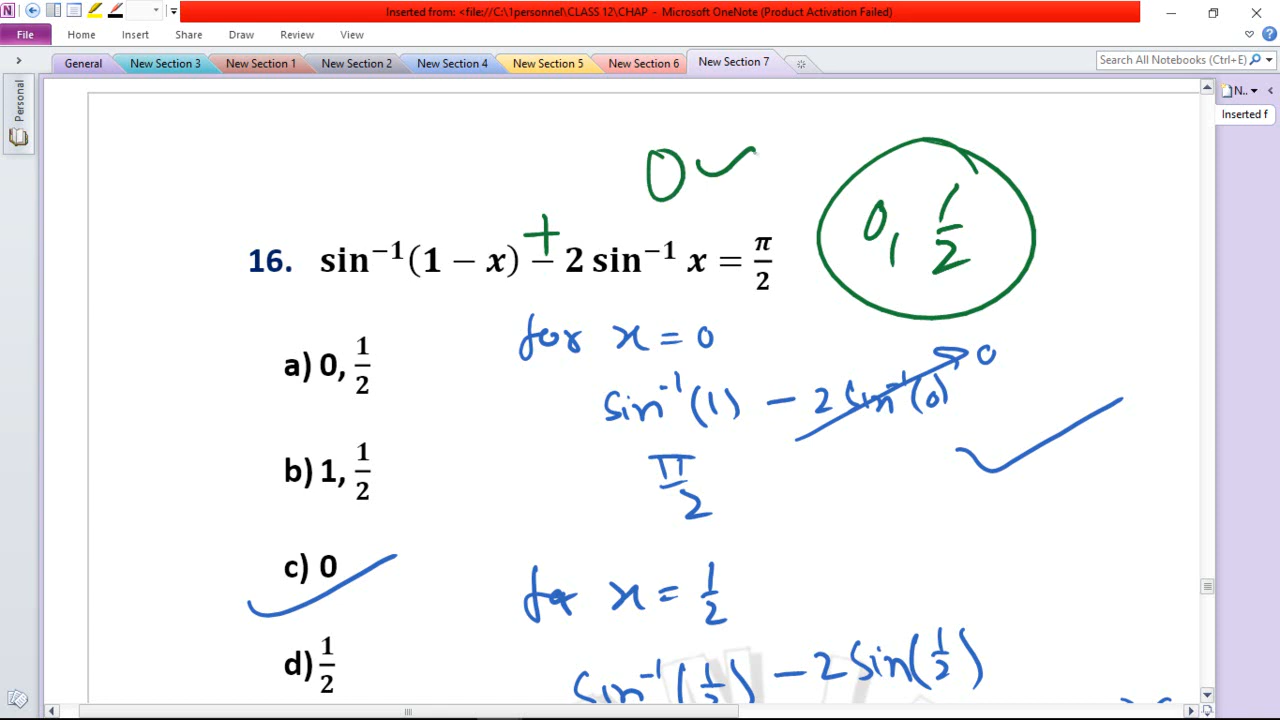 Inserted from: <file://C:\1personnel\CLASS 12\CHAP - Microsoft OneNote (Product Activation Failed)
File Home Insert Share Draw Review View
General New Section 3 New Section 1 New Section 2 New Section 4 New Section 5 New Section 6 New Section 7 Search All Notebooks (Ctrl+E)
Personal
N..
Inserted f
0 ✓
+
0, 1/2
16. sin⁻¹(1 − x) − 2 sin⁻¹ x = π/2
for x = 0
a) 0, 1/2
sin⁻¹(1) − 2 sin⁻¹(0) 0
b) 1, 1/2
π/2
c) 0
for x = 1/2
d) 1/2
sin⁻¹(1/2) − 2 sin(1/2)